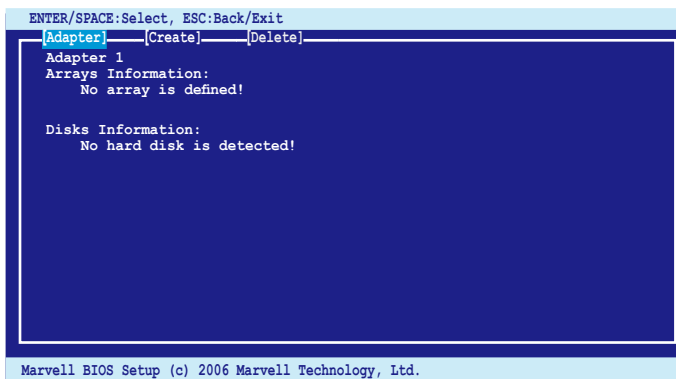 ENTER/SPACE:Select, ESC:Back/Exit
[Adapter] [Create] [Delete]
Adapter 1
Arrays Information:
No array is defined!
Disks Information:
No hard disk is detected!
Marvell BIOS Setup (c) 2006 Marvell Technology, Ltd.